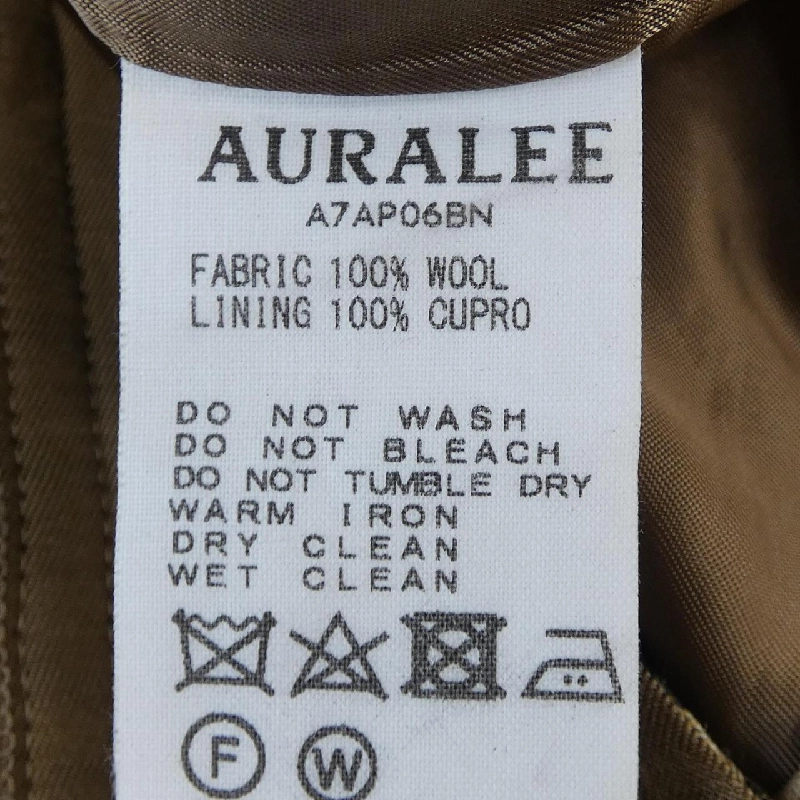 AURALEE
A7AP06BN
FABRIC 100% WOOL
LINING 100% CUPRO
DO NOT WASH
DO NOT BLEACH
DO NOT TUMBLE DRY
WARM IRON
DRY CLEAN
WET CLEAN
F W